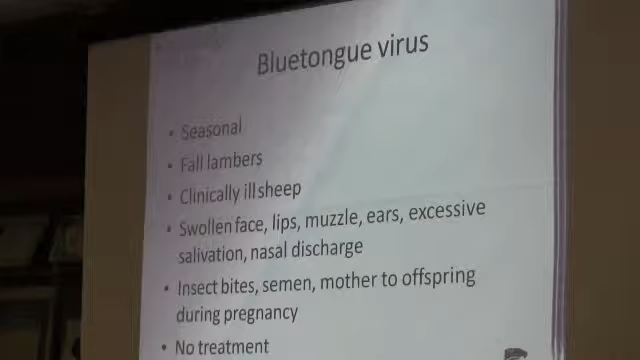 Bluetongue virus
• Seasonal
• Fall lambers
• Clinically ill sheep
• Swollen face, lips, muzzle, ears, excessive
salivation, nasal discharge
• Insect bites, semen, mother to offspring
during pregnancy
• No treatment